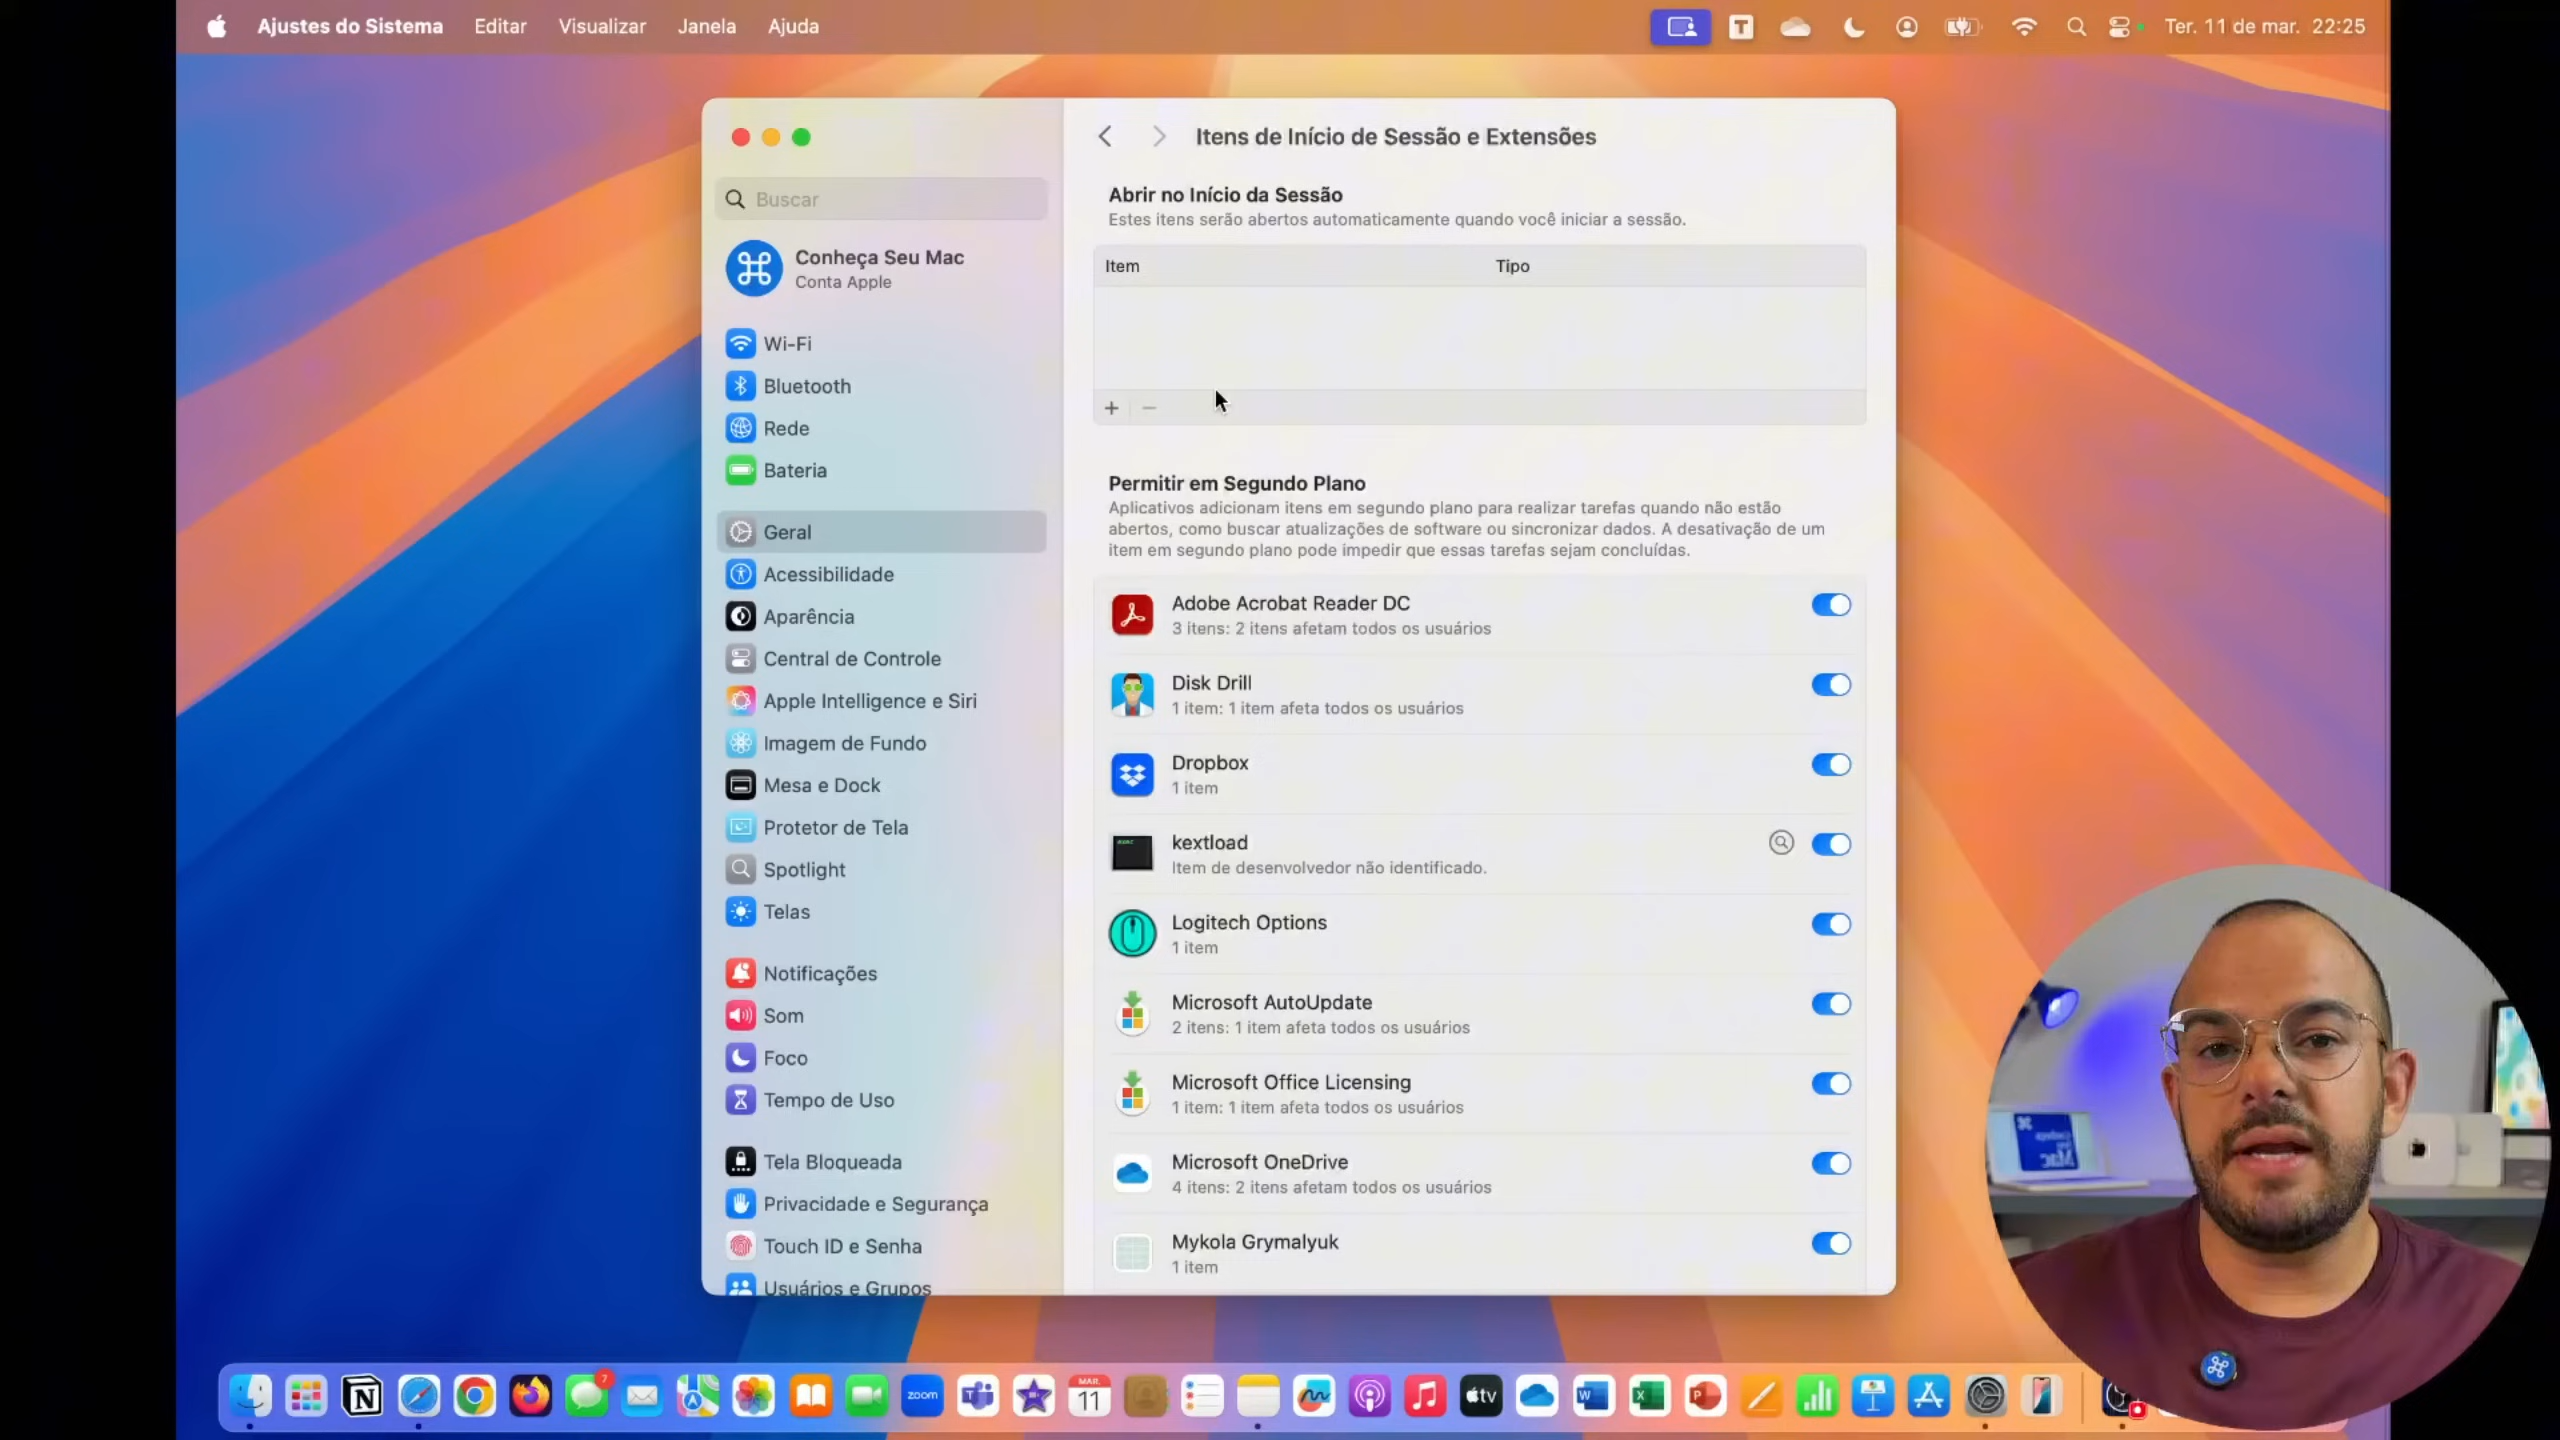 Ajustes do Sistema Editar Visualizar Janela Ajuda
T
Ter. 11 de mar. 22:25
Buscar
Conheça Seu Mac
Conta Apple
Wi-Fi
Bluetooth
Rede
Bateria
Geral
Acessibilidade
Aparência
Central de Controle
Apple Intelligence e Siri
Imagem de Fundo
Mesa e Dock
Protetor de Tela
Spotlight
Telas
Notificações
Som
Foco
Tempo de Uso
Tela Bloqueada
Privacidade e Segurança
Touch ID e Senha
Usuários e Grupos
Itens de Início de Sessão e Extensões
Abrir no Início da Sessão
Estes itens serão abertos automaticamente quando você iniciar a sessão.
Item Tipo
Permitir em Segundo Plano
Aplicativos adicionam itens em segundo plano para realizar tarefas quando não estão
abertos, como buscar atualizações de software ou sincronizar dados. A desativação de um
item em segundo plano pode impedir que essas tarefas sejam concluídas.
Adobe Acrobat Reader DC
3 itens: 2 itens afetam todos os usuários
Disk Drill
1 item: 1 item afeta todos os usuários
Dropbox
1 item
kextload
Item de desenvolvedor não identificado.
Logitech Options
1 item
Microsoft AutoUpdate
2 itens: 1 item afeta todos os usuários
Microsoft Office Licensing
1 item: 1 item afeta todos os usuários
Microsoft OneDrive
4 itens: 2 itens afetam todos os usuários
Mykola Grymalyuk
1 item
N
7
zoom
T
MAR.
11
tv
W
X
P